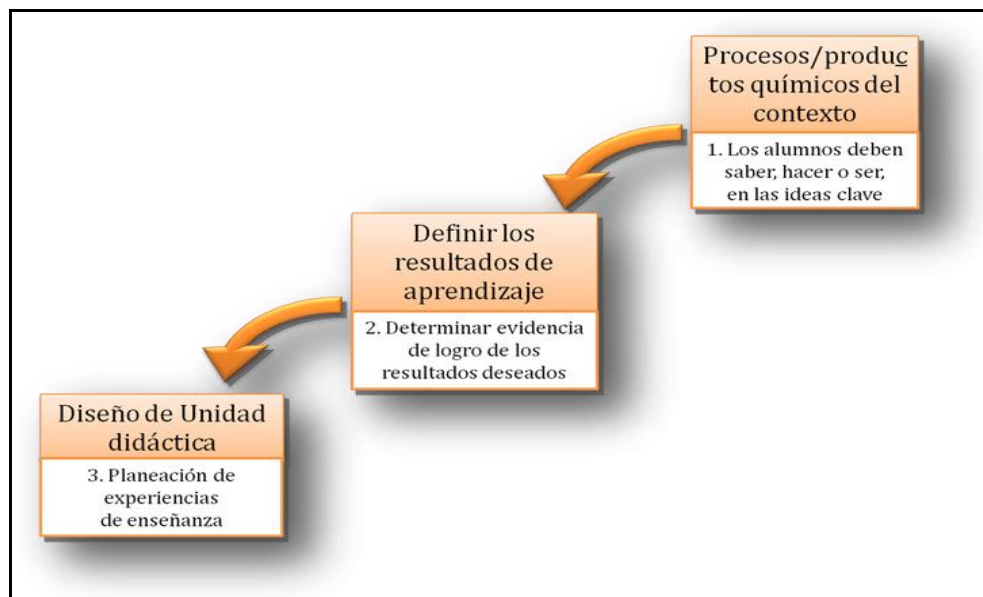 Procesos/produc
tos químicos del
contexto
1. Los alumnos deben
saber, hacer o ser,
en las ideas clave
Definir los
resultados de
aprendizaje
2. Determinar evidencia
de logro de los
resultados deseados
Diseño de Unidad
didáctica
3. Planeación de
experiencias
de enseñanza